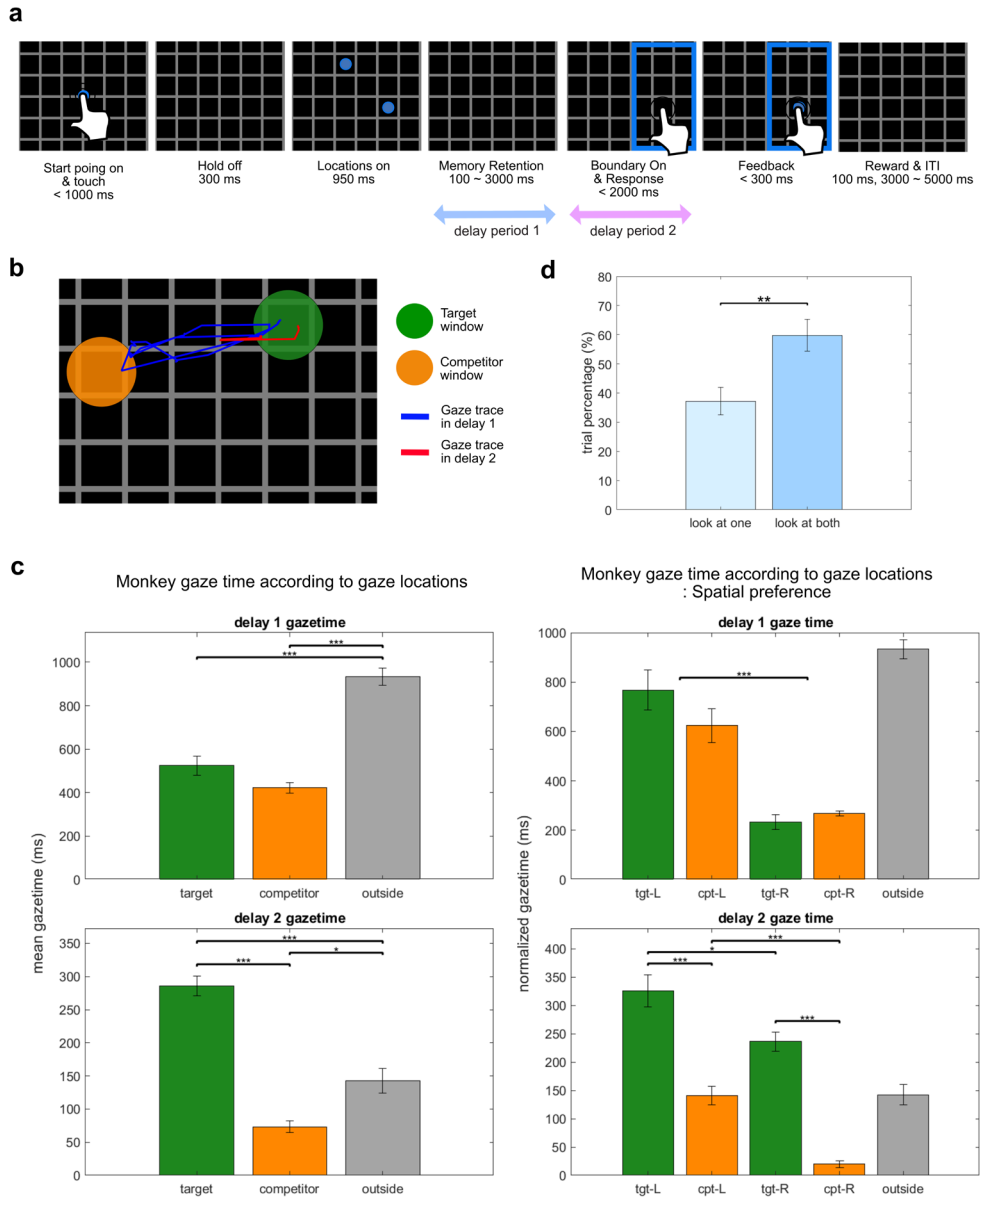 a
Start poing on
& touch
< 1000 ms
Hold off
300 ms
Locations on
950 ms
Memory Retention
100 ~ 3000 ms
Boundary On
& Response
< 2000 ms
Feedback
< 300 ms
Reward & ITI
100 ms, 3000 ~ 5000 ms
delay period 1
delay period 2
b
Target
window
Competitor
window
Gaze trace
in delay 1
Gaze trace
in delay 2
d
trial percentage (%)
80
70
60
50
40
30
20
10
0
**
look at one
look at both
c
Monkey gaze time according to gaze locations
mean gazetime (ms)
delay 1 gazetime
1000
800
600
400
200
0
***
***
target
competitor
outside
delay 2 gazetime
350
300
250
200
150
100
50
0
***
***
*
target
competitor
outside
Monkey gaze time according to gaze locations
: Spatial preference
normalized gazetime (ms)
delay 1 gaze time
1000
800
600
400
200
0
***
tgt-L
cpt-L
tgt-R
cpt-R
outside
delay 2 gaze time
400
350
300
250
200
150
100
50
0
***
*
***
***
tgt-L
cpt-L
tgt-R
cpt-R
outside